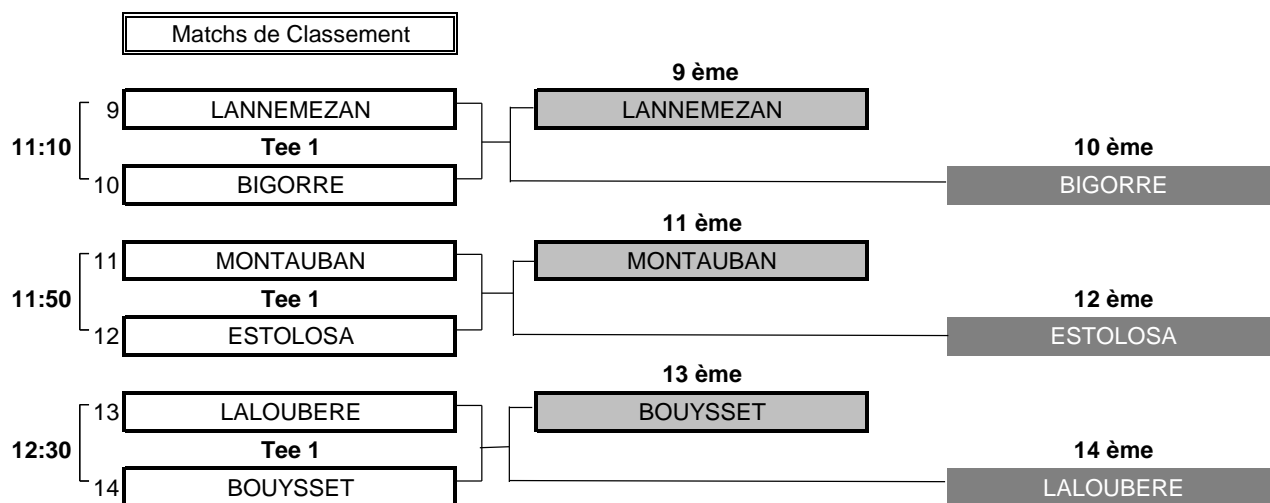 Matchs de Classement
9 ème
9 LANNEMEZAN LANNEMEZAN
11:10 Tee 1 10 ème
10 BIGORRE BIGORRE
11 ème
11 MONTAUBAN MONTAUBAN
11:50 Tee 1 12 ème
12 ESTOLOSA ESTOLOSA
13 ème
13 LALOUBERE BOUYSSET
12:30 Tee 1 14 ème
14 BOUYSSET LALOUBERE